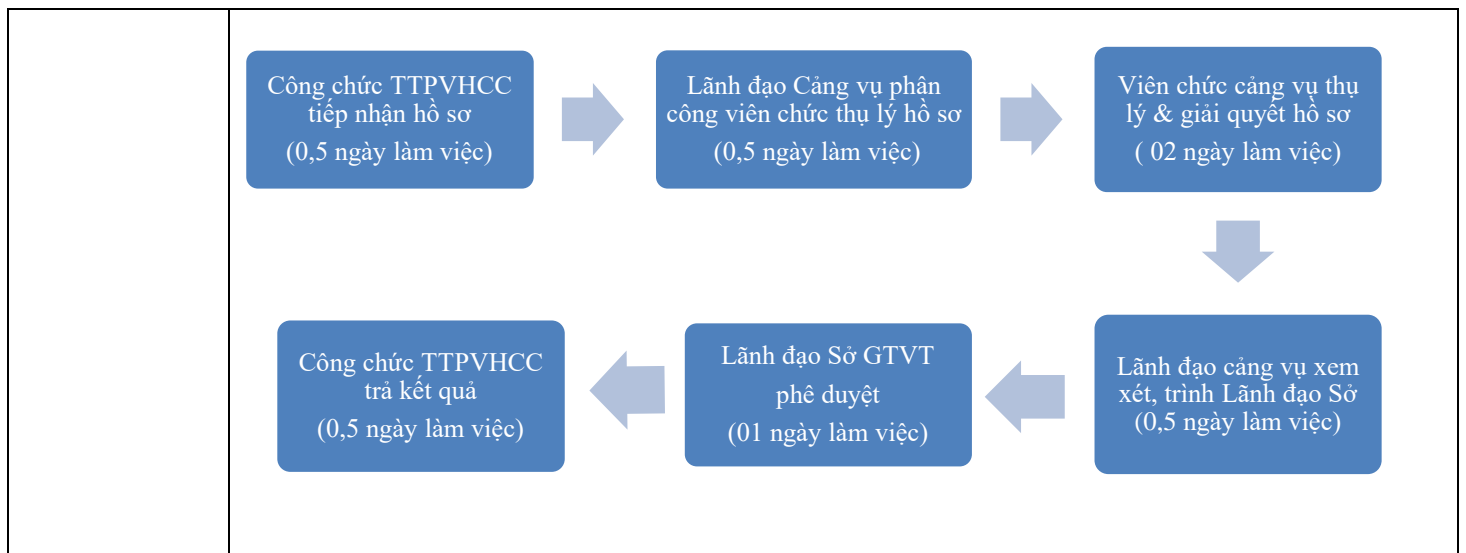 Công chức TTPVHCC
tiếp nhận hồ sơ
(0,5 ngày làm việc)
Lãnh đạo Cảng vụ phân
công viên chức thụ lý hồ sơ
(0,5 ngày làm việc)
Viên chức cảng vụ thụ
lý & giải quyết hồ sơ
( 02 ngày làm việc)
Lãnh đạo cảng vụ xem
xét, trình Lãnh đạo Sở
(0,5 ngày làm việc)
Lãnh đạo Sở GTVT
phê duyệt
(01 ngày làm việc)
Công chức TTPVHCC
trả kết quả
(0,5 ngày làm việc)